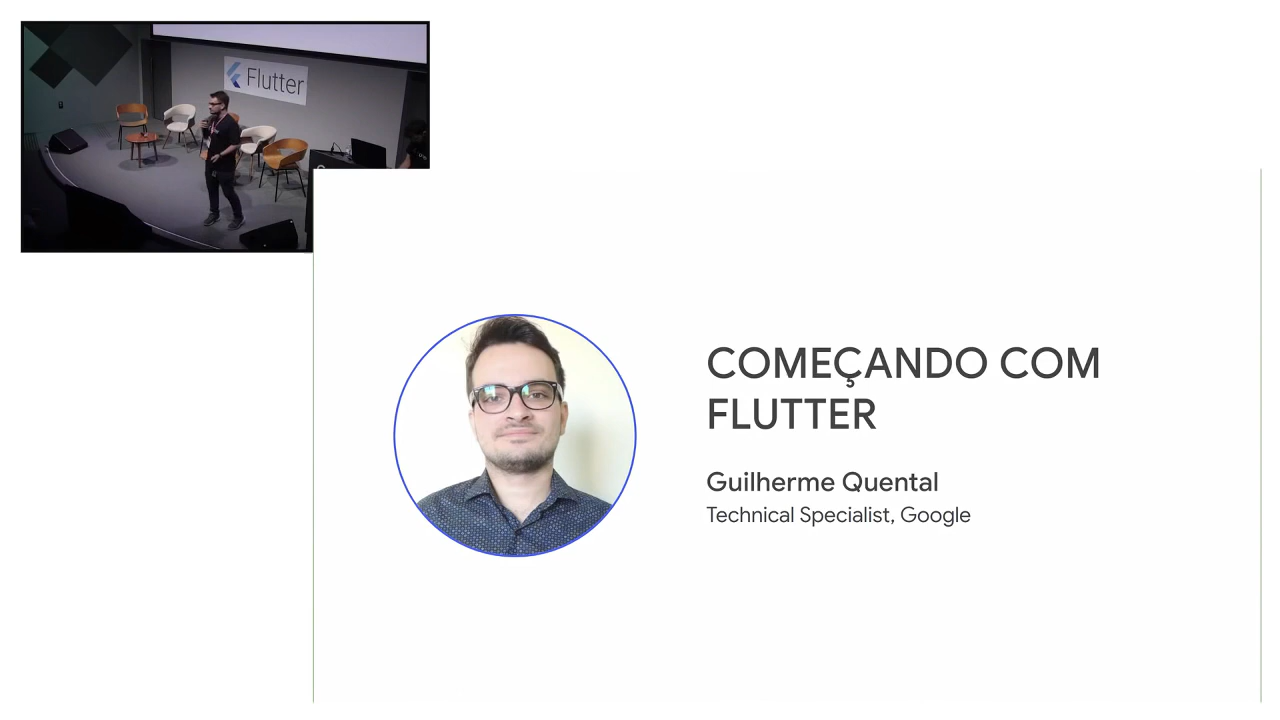 Flutter
COMEÇANDO COM
FLUTTER
Guilherme Quental
Technical Specialist, Google